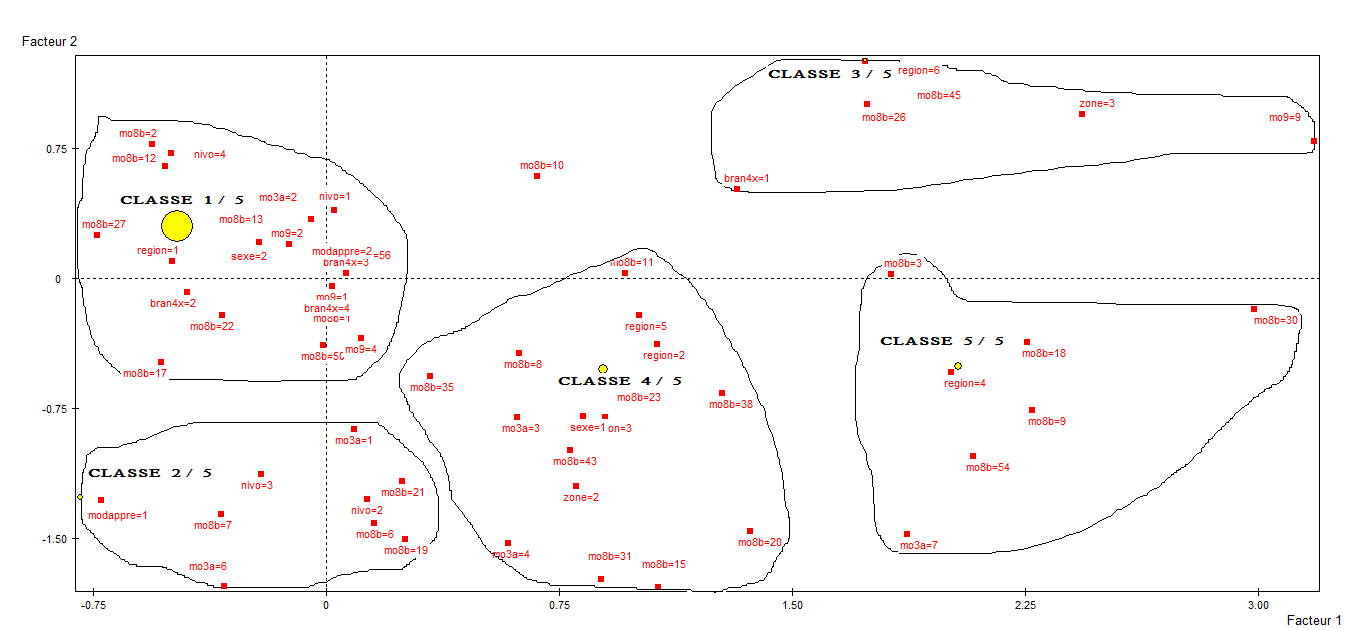 Facteur 2
CLASSE 3 / 5
region=6
mo8b=45
zone=3
mo8b=26
mo9=9
mo8b=2
0.75
mo8b=12
nivo=4
mo8b=10
bran4x=1
CLASSE 1 / 5
mo3a=2
nivo=1
mo8b=27
mo8b=13
mo9=2
region=1
sexe=2
modappre=2
=56
bran4x=3
mo8b=11
mo8b=3
0
bran4x=2
mo9=1
bran4x=4
mo8b=1
mo8b=22
region=5
mo8b=30
mo8b=50
mo9=4
region=2
CLASSE 5 / 5
mo8b=18
mo8b=17
mo8b=8
mo8b=35
CLASSE 4 / 5
region=4
mo8b=23
mo8b=38
-0.75
mo3a=1
mo3a=3
sexe=1
on=3
mo8b=9
CLASSE 2 / 5
mo8b=43
mo8b=54
nivo=3
mo8b=21
zone=2
modappre=1
mo8b=7
nivo=2
mo8b=6
-1.50
mo8b=19
mo3a=4
mo8b=20
mo3a=7
mo3a=6
mo8b=31
mo8b=15
-0.75
0
0.75
1.50
2.25
3.00
Facteur 1